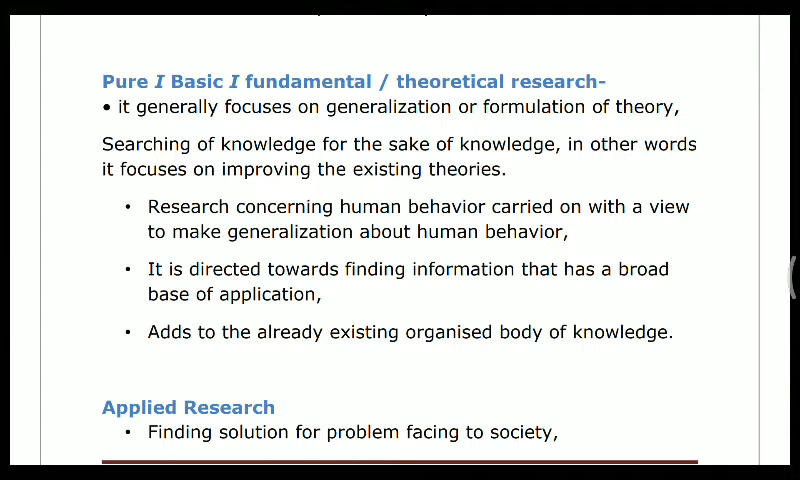 Pure I Basic I fundamental / theoretical research-
• it generally focuses on generalization or formulation of theory,
Searching of knowledge for the sake of knowledge, in other words
it focuses on improving the existing theories.
• Research concerning human behavior carried on with a view
to make generalization about human behavior,
• It is directed towards finding information that has a broad
base of application,
• Adds to the already existing organised body of knowledge.
Applied Research
• Finding solution for problem facing to society,